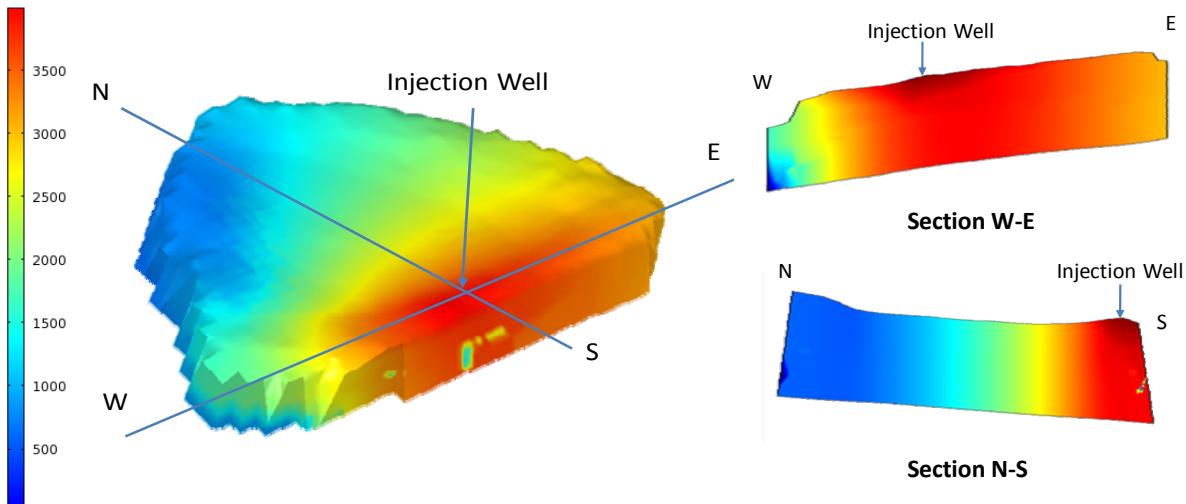 3500
3000
2500
2000
1500
1000
500
N
Injection Well
E
S
W
Injection Well
E
W
Section W-E
N
Injection Well
S
Section N-S